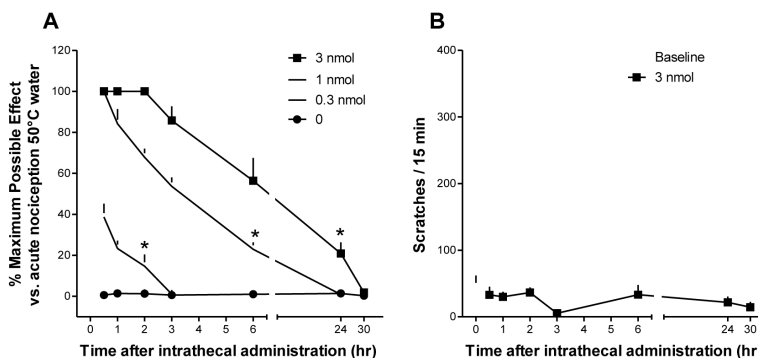 A
% Maximum Possible Effect
vs. acute nociception 50°C water
120
100
80
60
40
20
0
3 nmol
1 nmol
0.3 nmol
0
*
*
*
0
1
2
3
4
5
6
24
30
Time after intrathecal administration (hr)
B
Scratches / 15 min
400
300
200
100
50
0
Baseline
3 nmol
0
1
2
3
4
5
6
24
30
Time after intrathecal administration (hr)